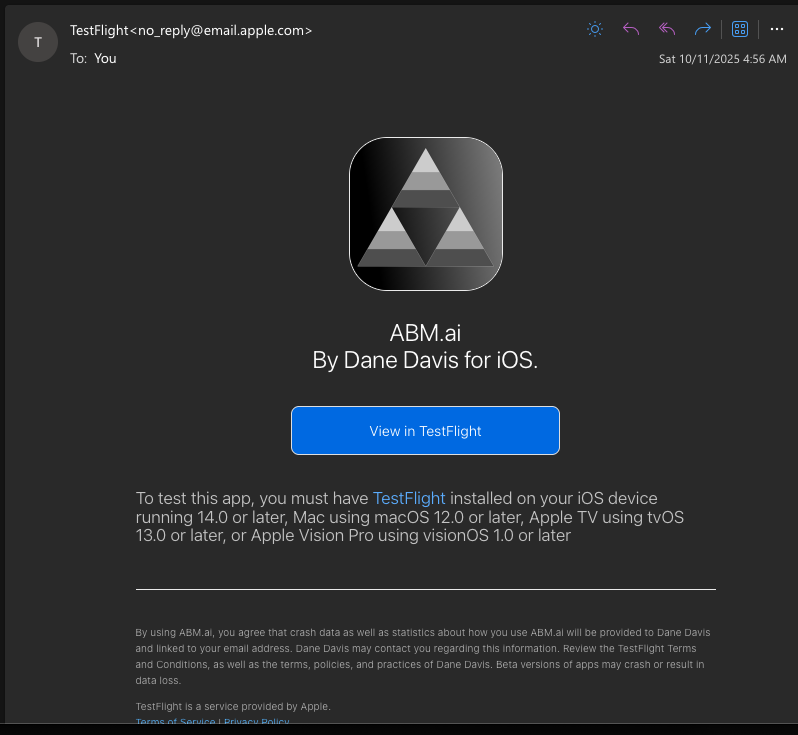 T
TestFlight<no_reply@email.apple.com>
To: You
Sat 10/11/2025 4:56 AM
ABM.ai
By Dane Davis for iOS.
View in TestFlight
To test this app, you must have TestFlight installed on your iOS device
running 14.0 or later, Mac using macOS 12.0 or later, Apple TV using tvOS
13.0 or later, or Apple Vision Pro using visionOS 1.0 or later
By using ABM.ai, you agree that crash data as well as statistics about how you use ABM.ai will be provided to Dane Davis
and linked to your email address. Dane Davis may contact you regarding this information. Review the TestFlight Terms
and Conditions, as well as the terms, policies, and practices of Dane Davis. Beta versions of apps may crash or result in
data loss.
TestFlight is a service provided by Apple.
Terms of Service | Privacy Policy